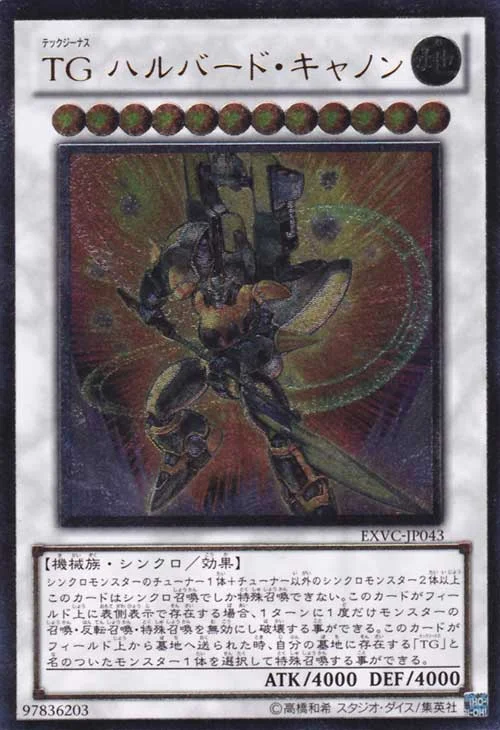 テックジーナス
TG ハルバード・キャノン
EXVC-JP043
【機械族・シンクロ／効果】
シンクロモンスターのチューナー1体＋チューナー以外のシンクロモンスター2体以上
このカードはシンクロ召喚でしか特殊召喚できない。このカードがフィ
ールド上に表側表示で存在する場合、1ターンに1度だけモンスターの
召喚・反転召喚・特殊召喚を無効にし破壊する事ができる。このカードが
フィールド上から墓地へ送られた時、自分の墓地に存在する「TG」と
名のついたモンスター1体を選択して特殊召喚する事ができる。
ATK/4000 DEF/4000
97836203
©高橋和希 スタジオ・ダイス/集英社